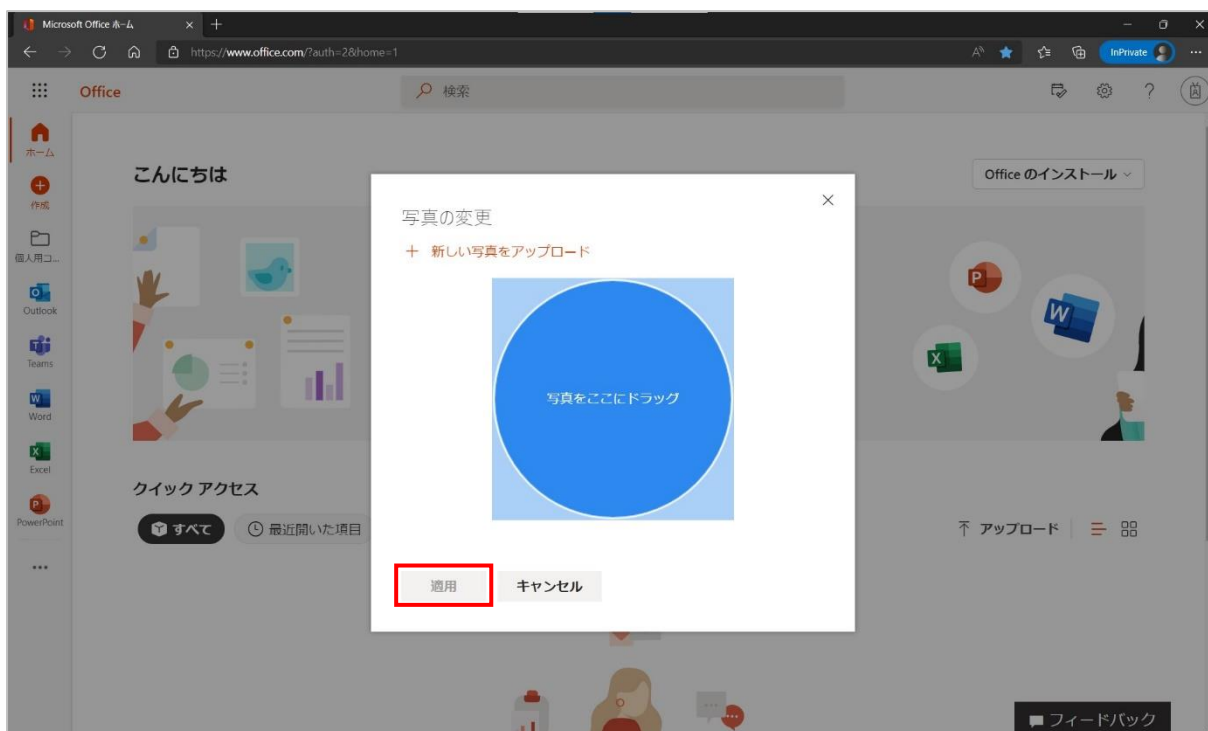 Microsoft Office ホーム
https://www.office.com/?auth=2&home=1
InPrivate
Office
検索
ホーム
こんにちは
Office のインストール
作成
写真の変更
個人用コ...
新しい写真をアップロード
Outlook
Teams
写真をここにドラッグ
Word
Excel
クイック アクセス
PowerPoint
すべて
最近開いた項目
アップロード
適用
キャンセル
フィードバック